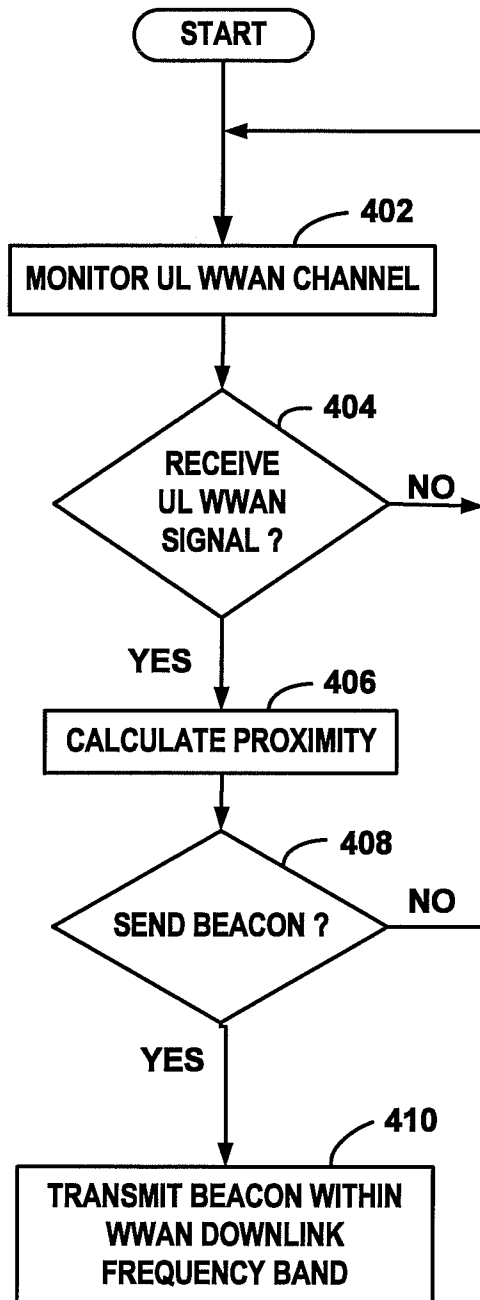 START
402
MONITOR UL WWAN CHANNEL
404
RECEIVE
UL WWAN
SIGNAL ?
NO
YES
406
CALCULATE PROXIMITY
408
SEND BEACON ?
NO
YES
410
TRANSMIT BEACON WITHIN
WWAN DOWNLINK
FREQUENCY BAND